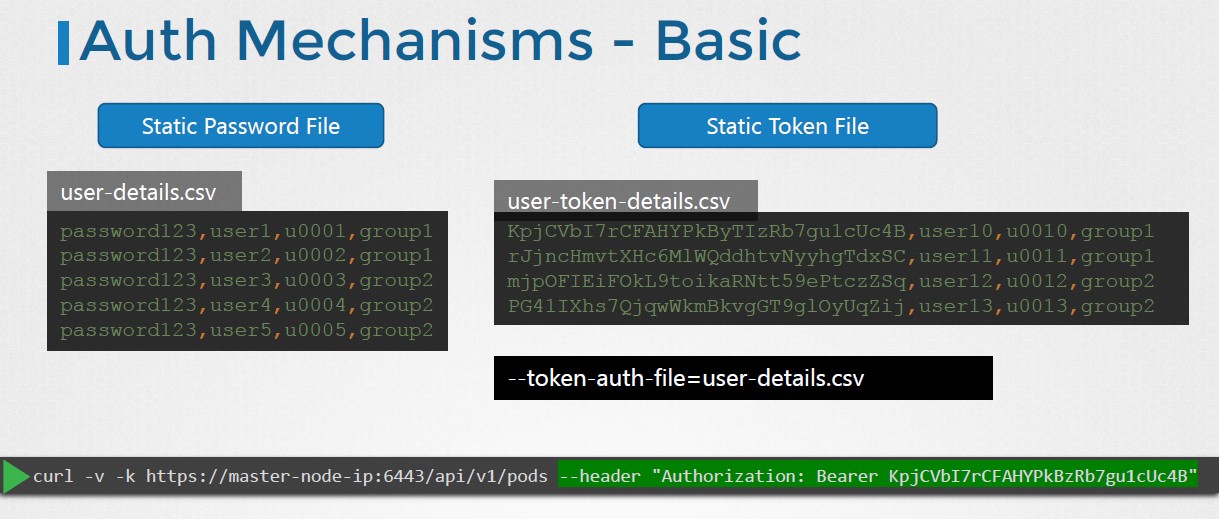 Auth Mechanisms - Basic
Static Password File
user-details.csv
password123,user1,u0001,group1
password123,user2,u0002,group1
password123,user3,u0003,group2
password123,user4,u0004,group2
password123,user5,u0005,group2
Static Token File
user-token-details.csv
KpjCVbI7rCFAHYPkByTIzRb7gu1cUc4B,user10,u0010,group1
rJjncHmvtXHc6MlWQddhtvNyyhgTdxSC,user11,u0011,group1
mjpOFIEiFOkL9toikaRNtt59ePtczZSq,user12,u0012,group2
PG41IXhs7QjqwWkmBkvgGT9glOyUqZij,user13,u0013,group2
--token-auth-file=user-details.csv
curl -v -k https://master-node-ip:6443/api/v1/pods --header "Authorization: Bearer KpjCVbI7rCFAHYPkBzRb7gu1cUc4B"